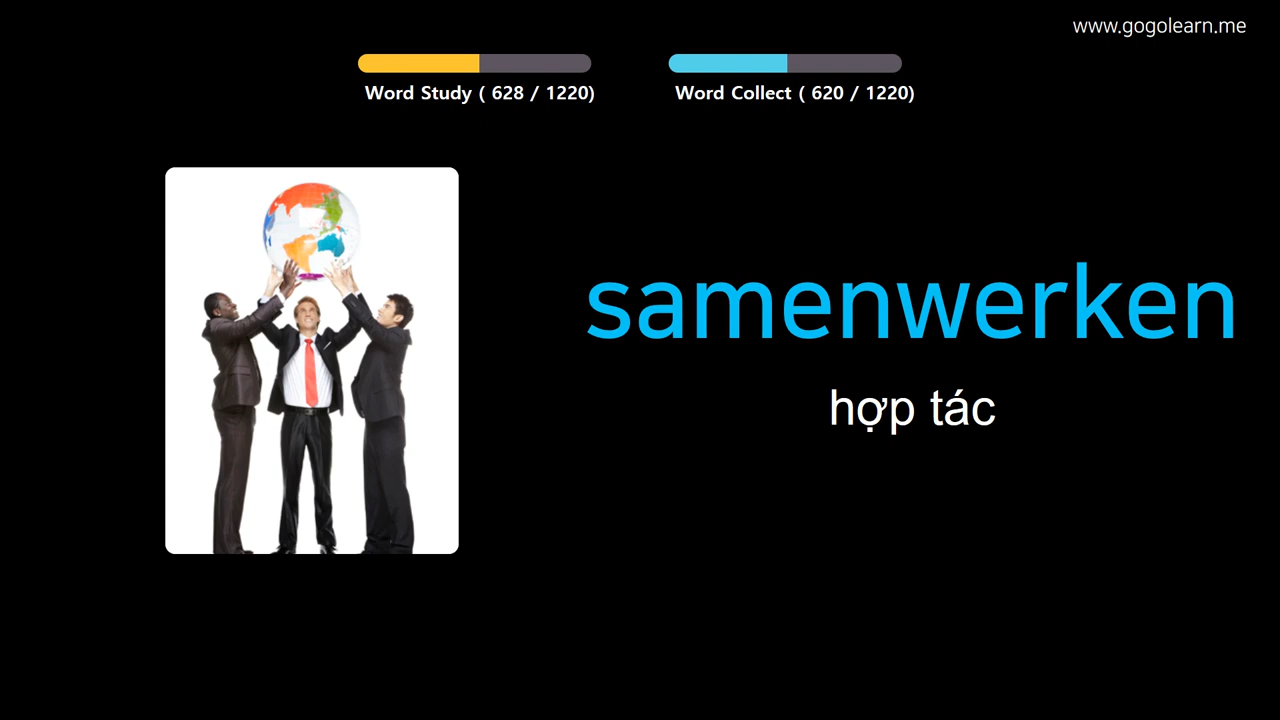 www.gogolearn.me
Word Study ( 628 / 1220)
Word Collect ( 620 / 1220)
samenwerken
hợp tác